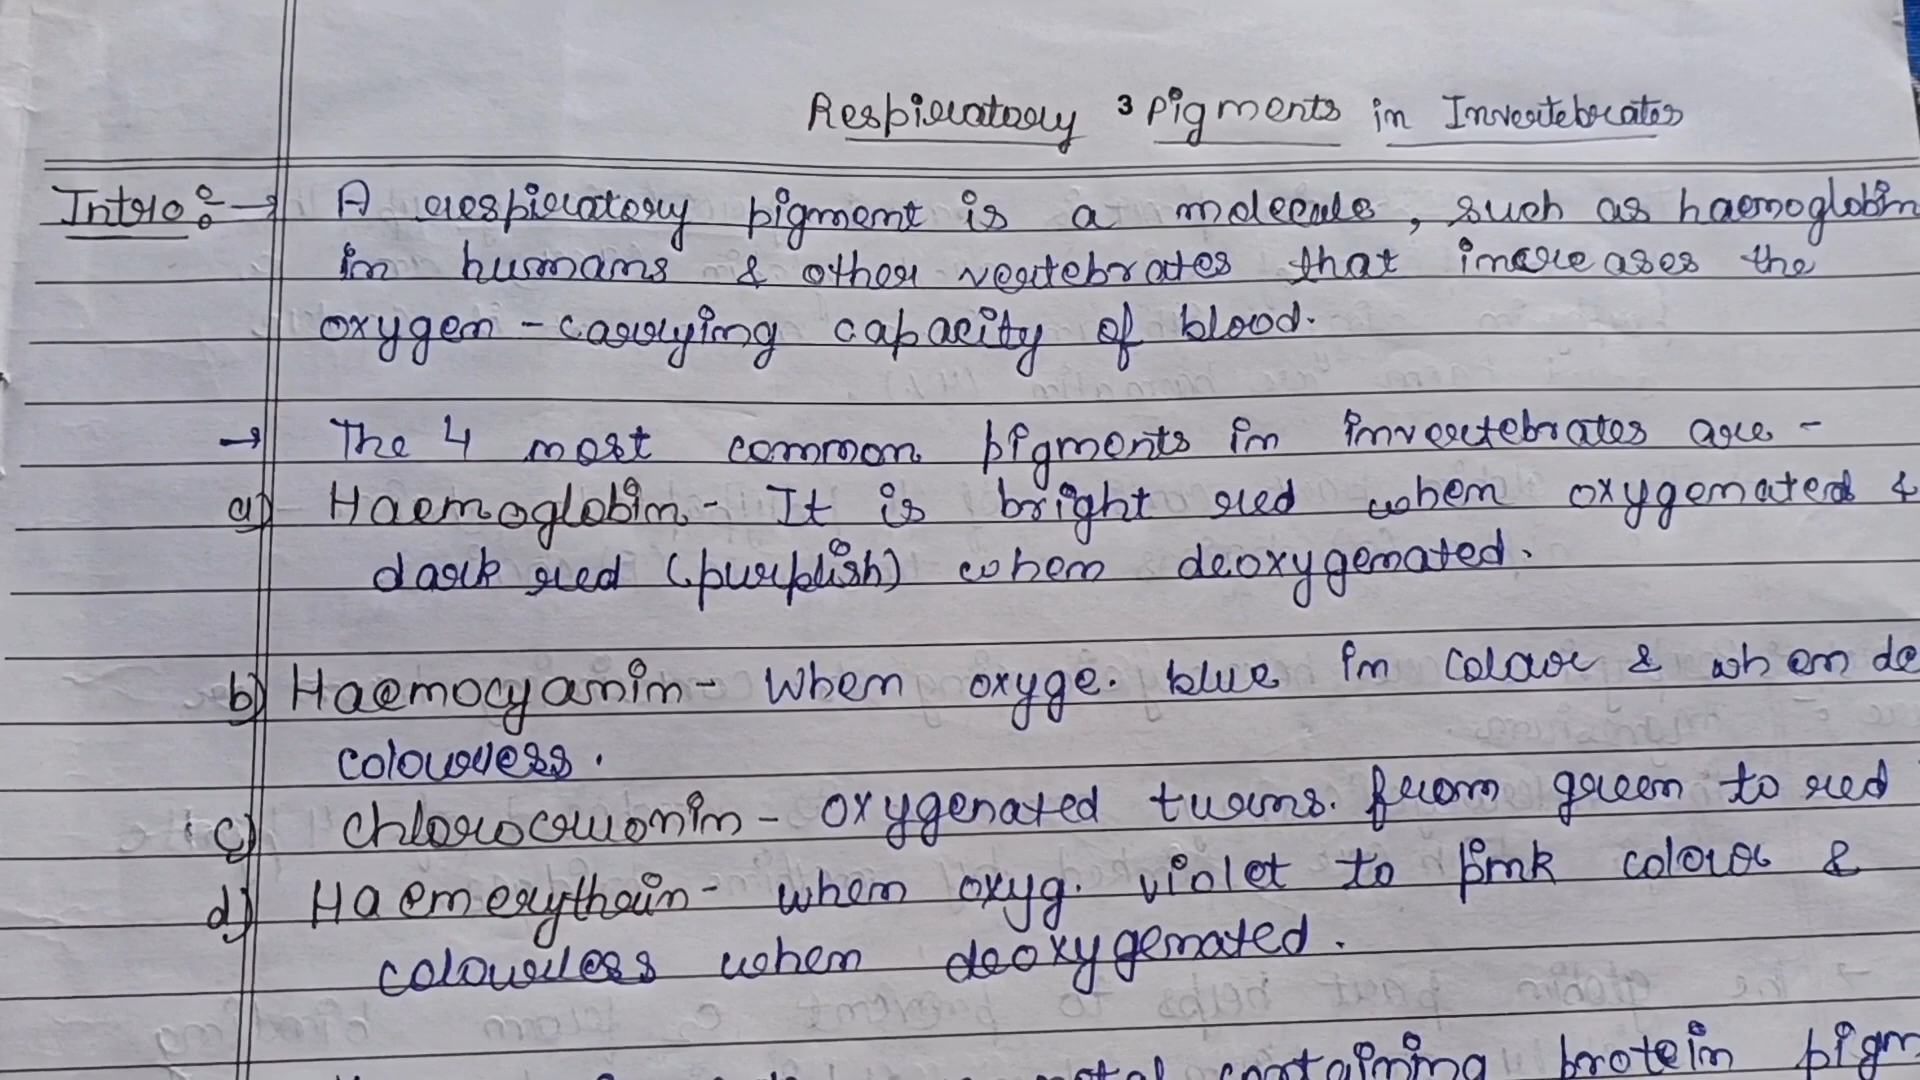 Respiratory 3 Pigments in Invertebrates
Intro :→ A respiratory pigment is a molecule, such as haemoglobin
in humans & other vertebrates that increases the
oxygen - carrying capacity of blood.
→ The 4 most common pigments in invertebrates are -
a) Haemoglobin - It is bright red when oxygenated &
dark red (purplish) when deoxygenated.
b) Haemocyanin - When oxyge. blue in colour & when de
colourless.
c) Chlorocruonin - oxygenated turns. from green to red
d) Haemerythrin - when oxyg. violet to pink colour &
colourless when deoxygenated.
containing protein pigm